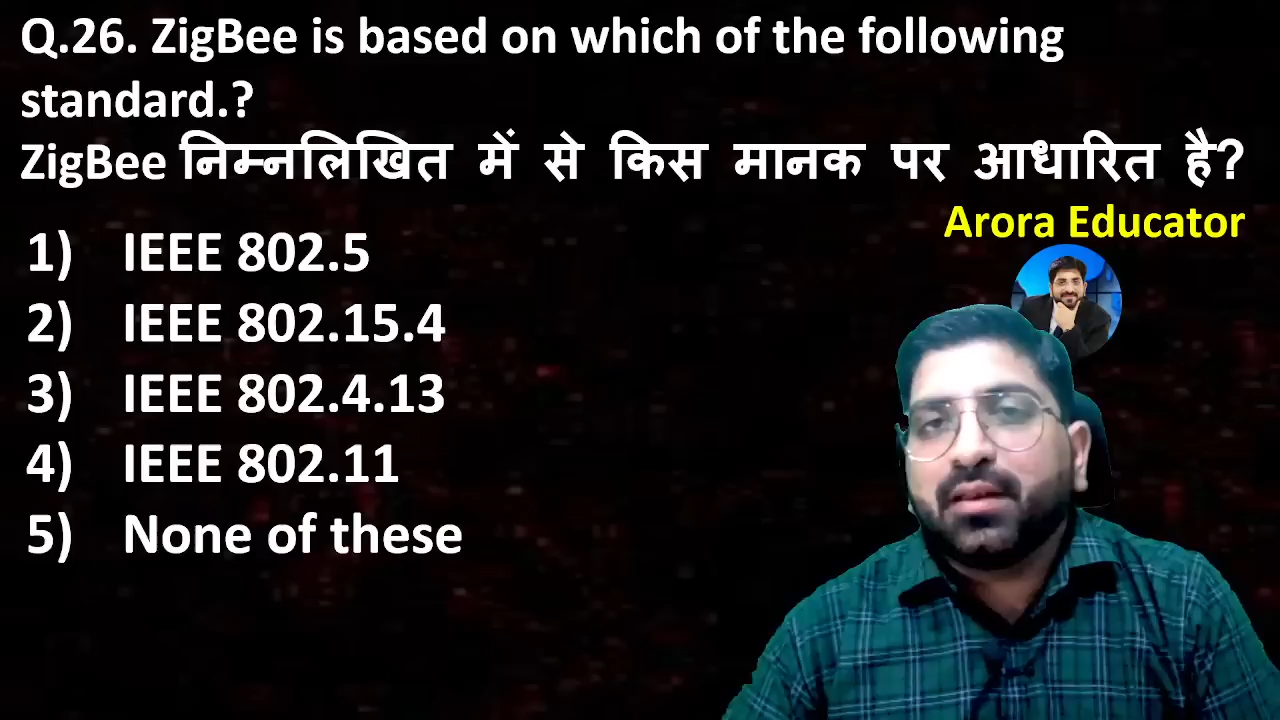 Q.26. ZigBee is based on which of the following
standard.?
ZigBee निम्नलिखित में से किस मानक पर आधारित है?
Arora Educator
1) IEEE 802.5
2) IEEE 802.15.4
3) IEEE 802.4.13
4) IEEE 802.11
5) None of these